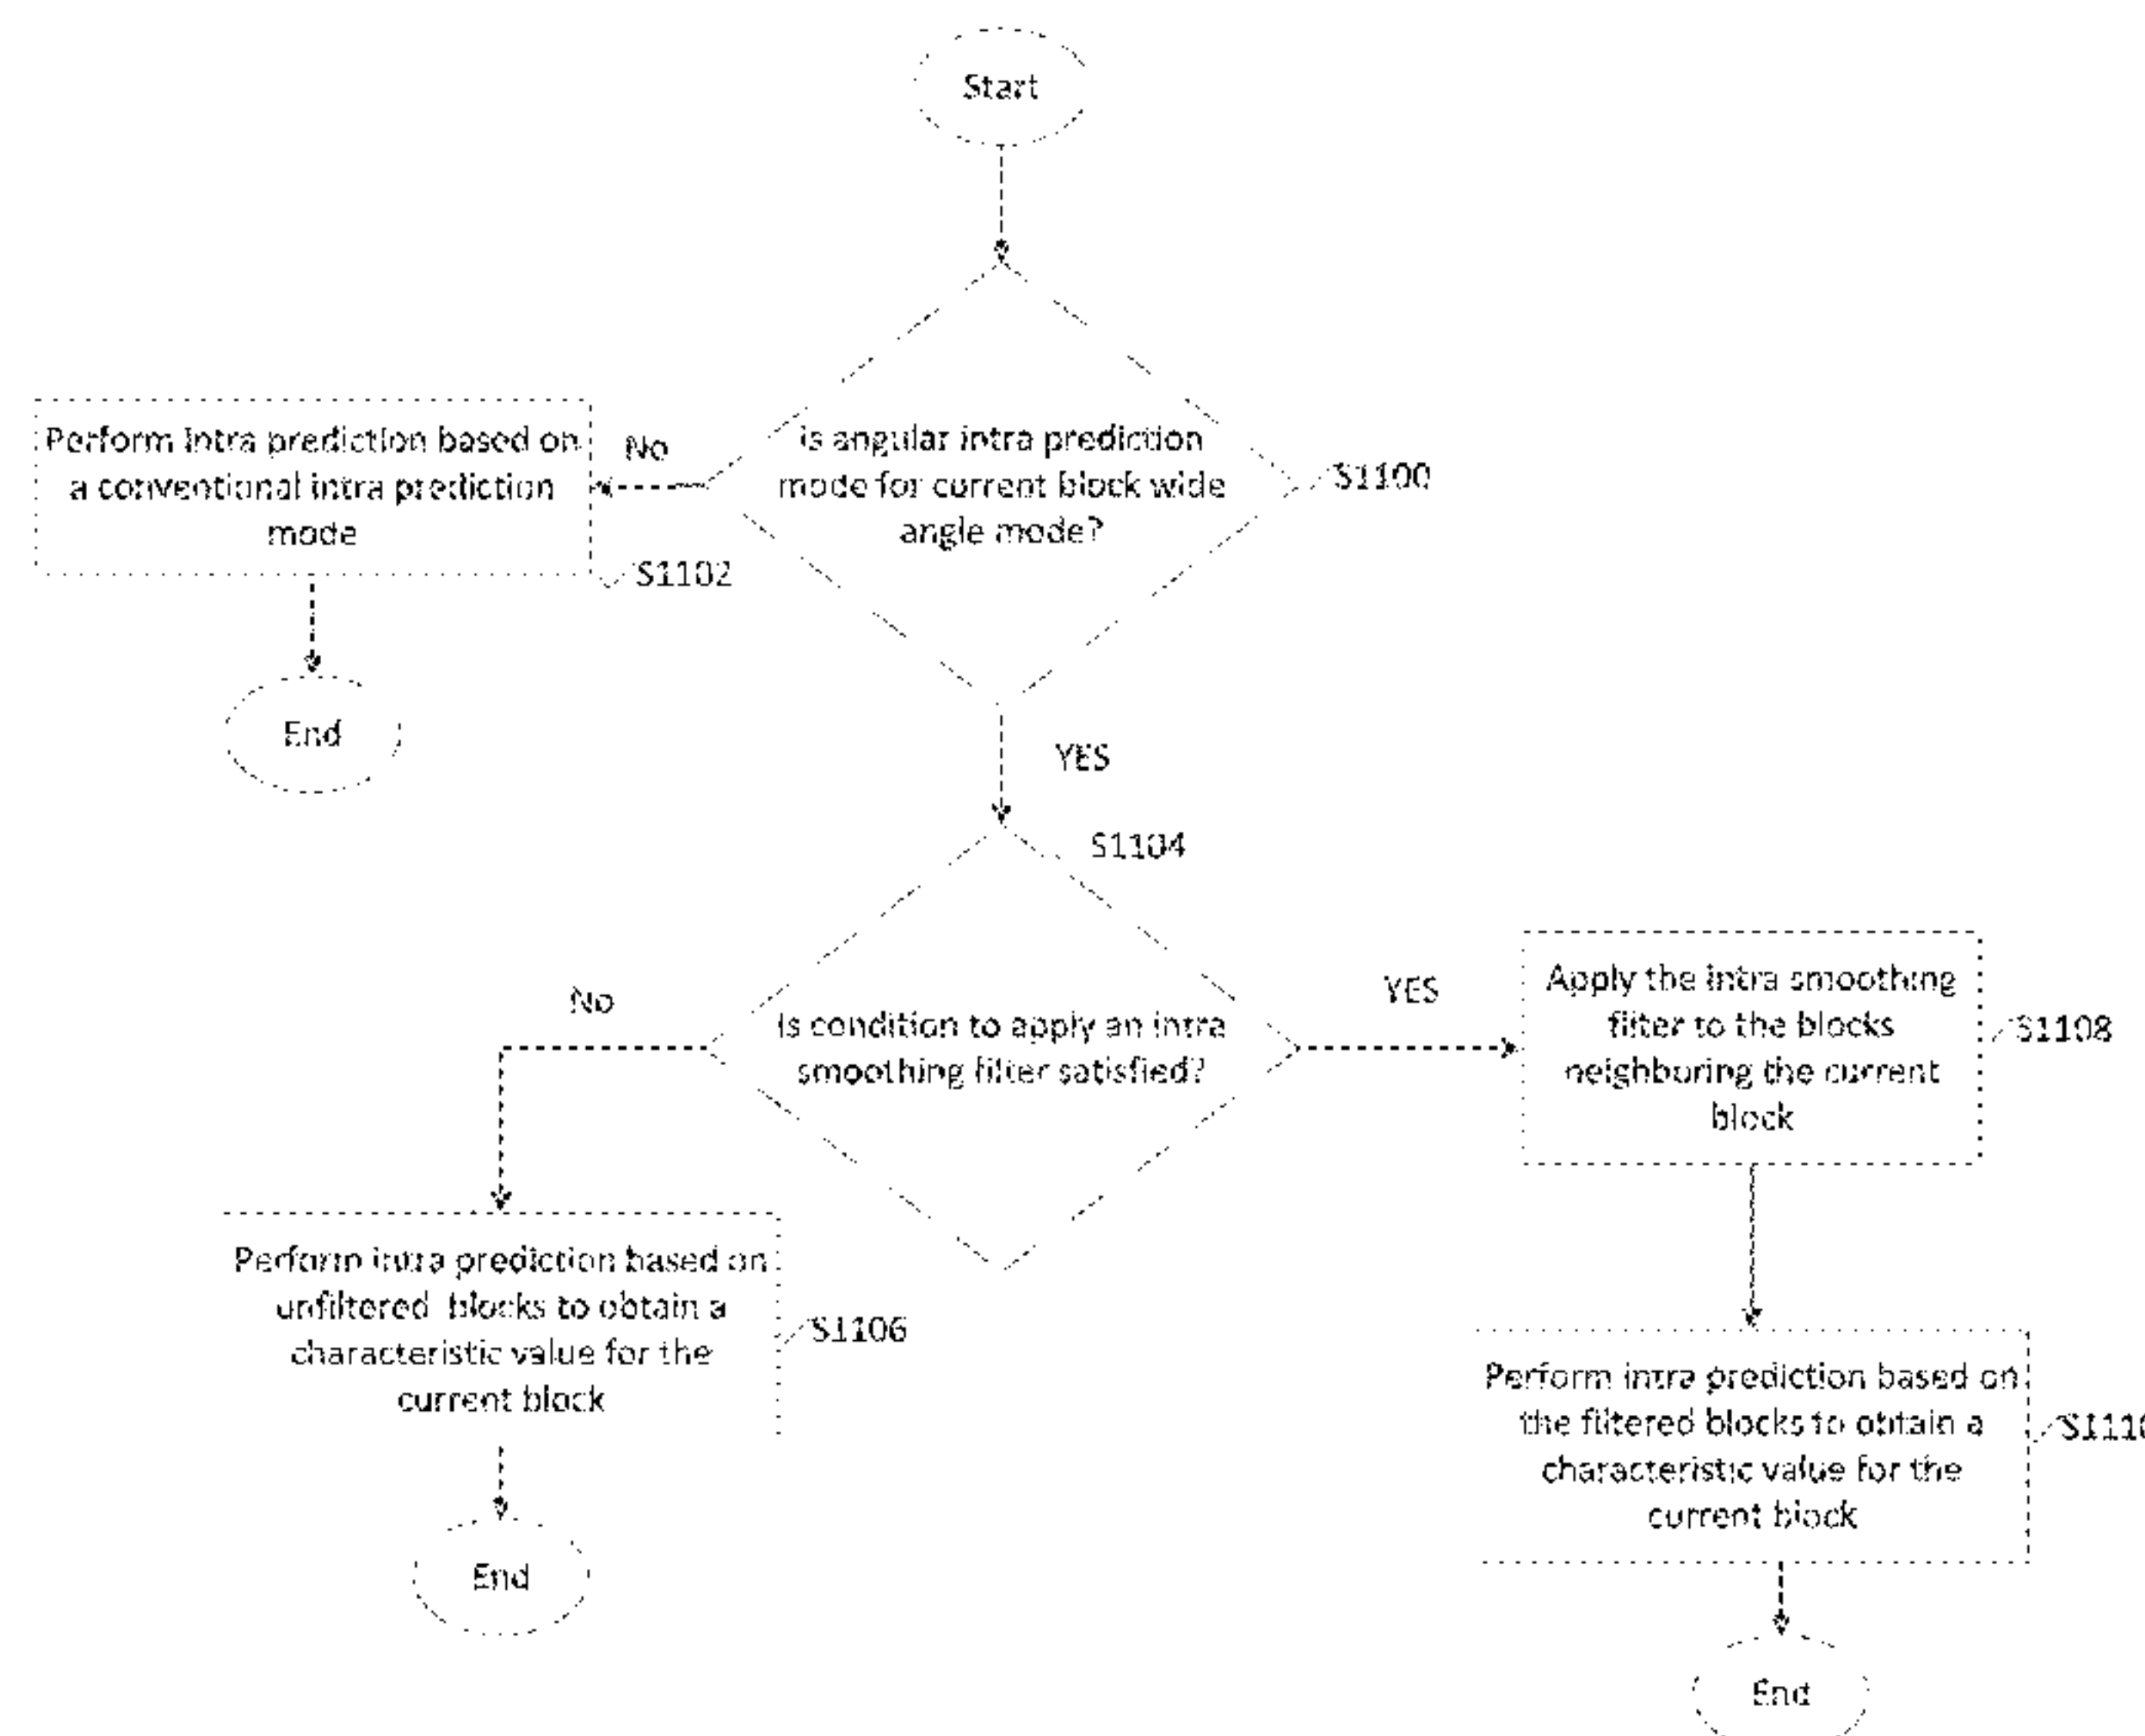 Start
is angular intra prediction
mode for current block wide
angle mode?
S1100
No
Perform intra prediction based on
a conventional intra prediction
mode
S1102
End
YES
S1104
is condition to apply an intra
smoothing filter satisfied?
No
YES
Apply the intra smoothing
filter to the blocks
neighboring the current
block
S1108
Perform intra prediction based on
unfiltered blocks to obtain a
characteristic value for the
current block
S1106
End
Perform intra prediction based on
the filtered blocks to obtain a
characteristic value for the
current block
S1110
End